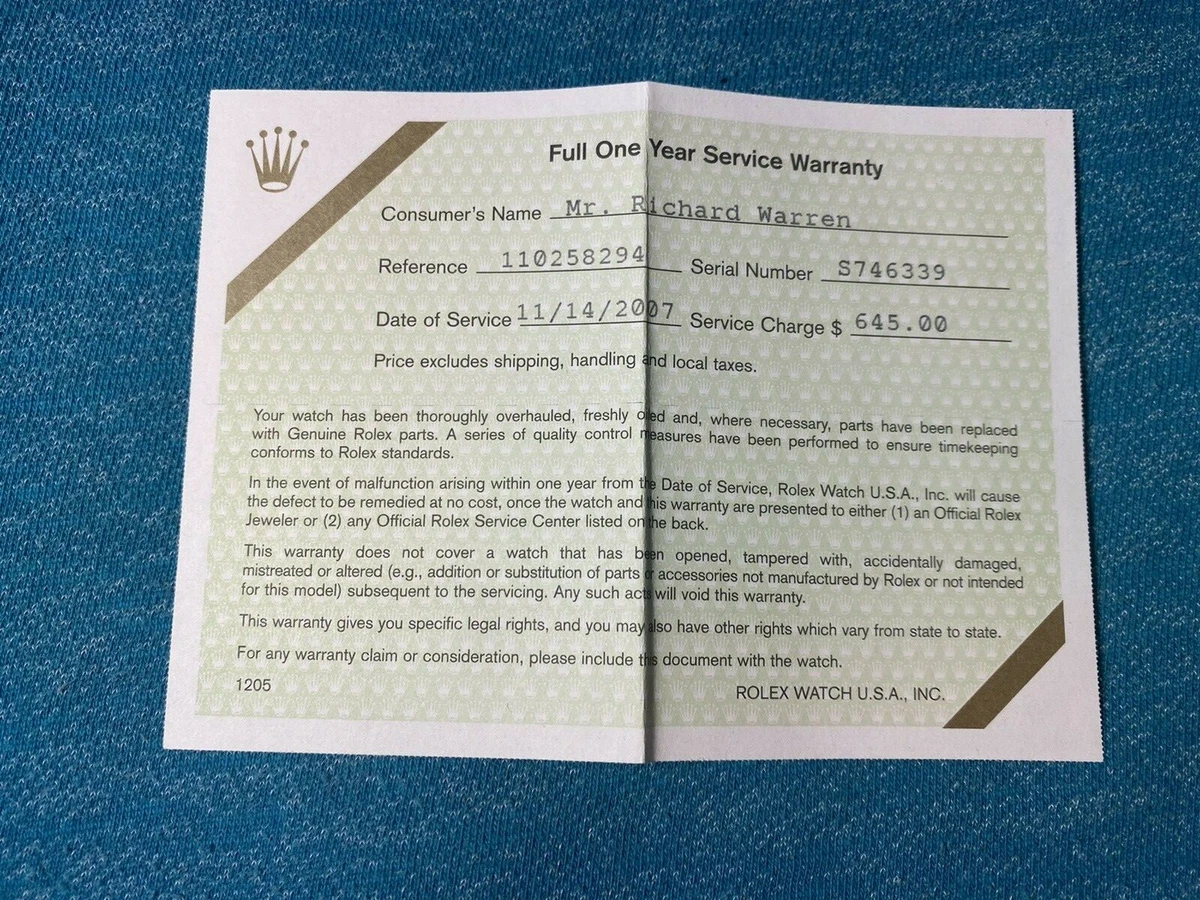 Full One Year Service Warranty
Consumer's Name Mr. Richard Warren
Reference 110258294 Serial Number S746339
Date of Service 11/14/2007 Service Charge $ 645.00
Price excludes shipping, handling and local taxes.
Your watch has been thoroughly overhauled, freshly oiled and, where necessary, parts have been replaced
with Genuine Rolex parts. A series of quality control measures have been performed to ensure timekeeping
conforms to Rolex standards.
In the event of malfunction arising within one year from the Date of Service, Rolex Watch U.S.A., Inc. will cause
the defect to be remedied at no cost, once the watch and this warranty are presented to either (1) an Official Rolex
Jeweler or (2) any Official Rolex Service Center listed on the back.
This warranty does not cover a watch that has been opened, tampered with, accidentally damaged,
mistreated or altered (e.g., addition or substitution of parts or accessories not manufactured by Rolex or not intended
for this model) subsequent to the servicing. Any such acts will void this warranty.
This warranty gives you specific legal rights, and you may also have other rights which vary from state to state.
For any warranty claim or consideration, please include this document with the watch.
1205 ROLEX WATCH U.S.A., INC.